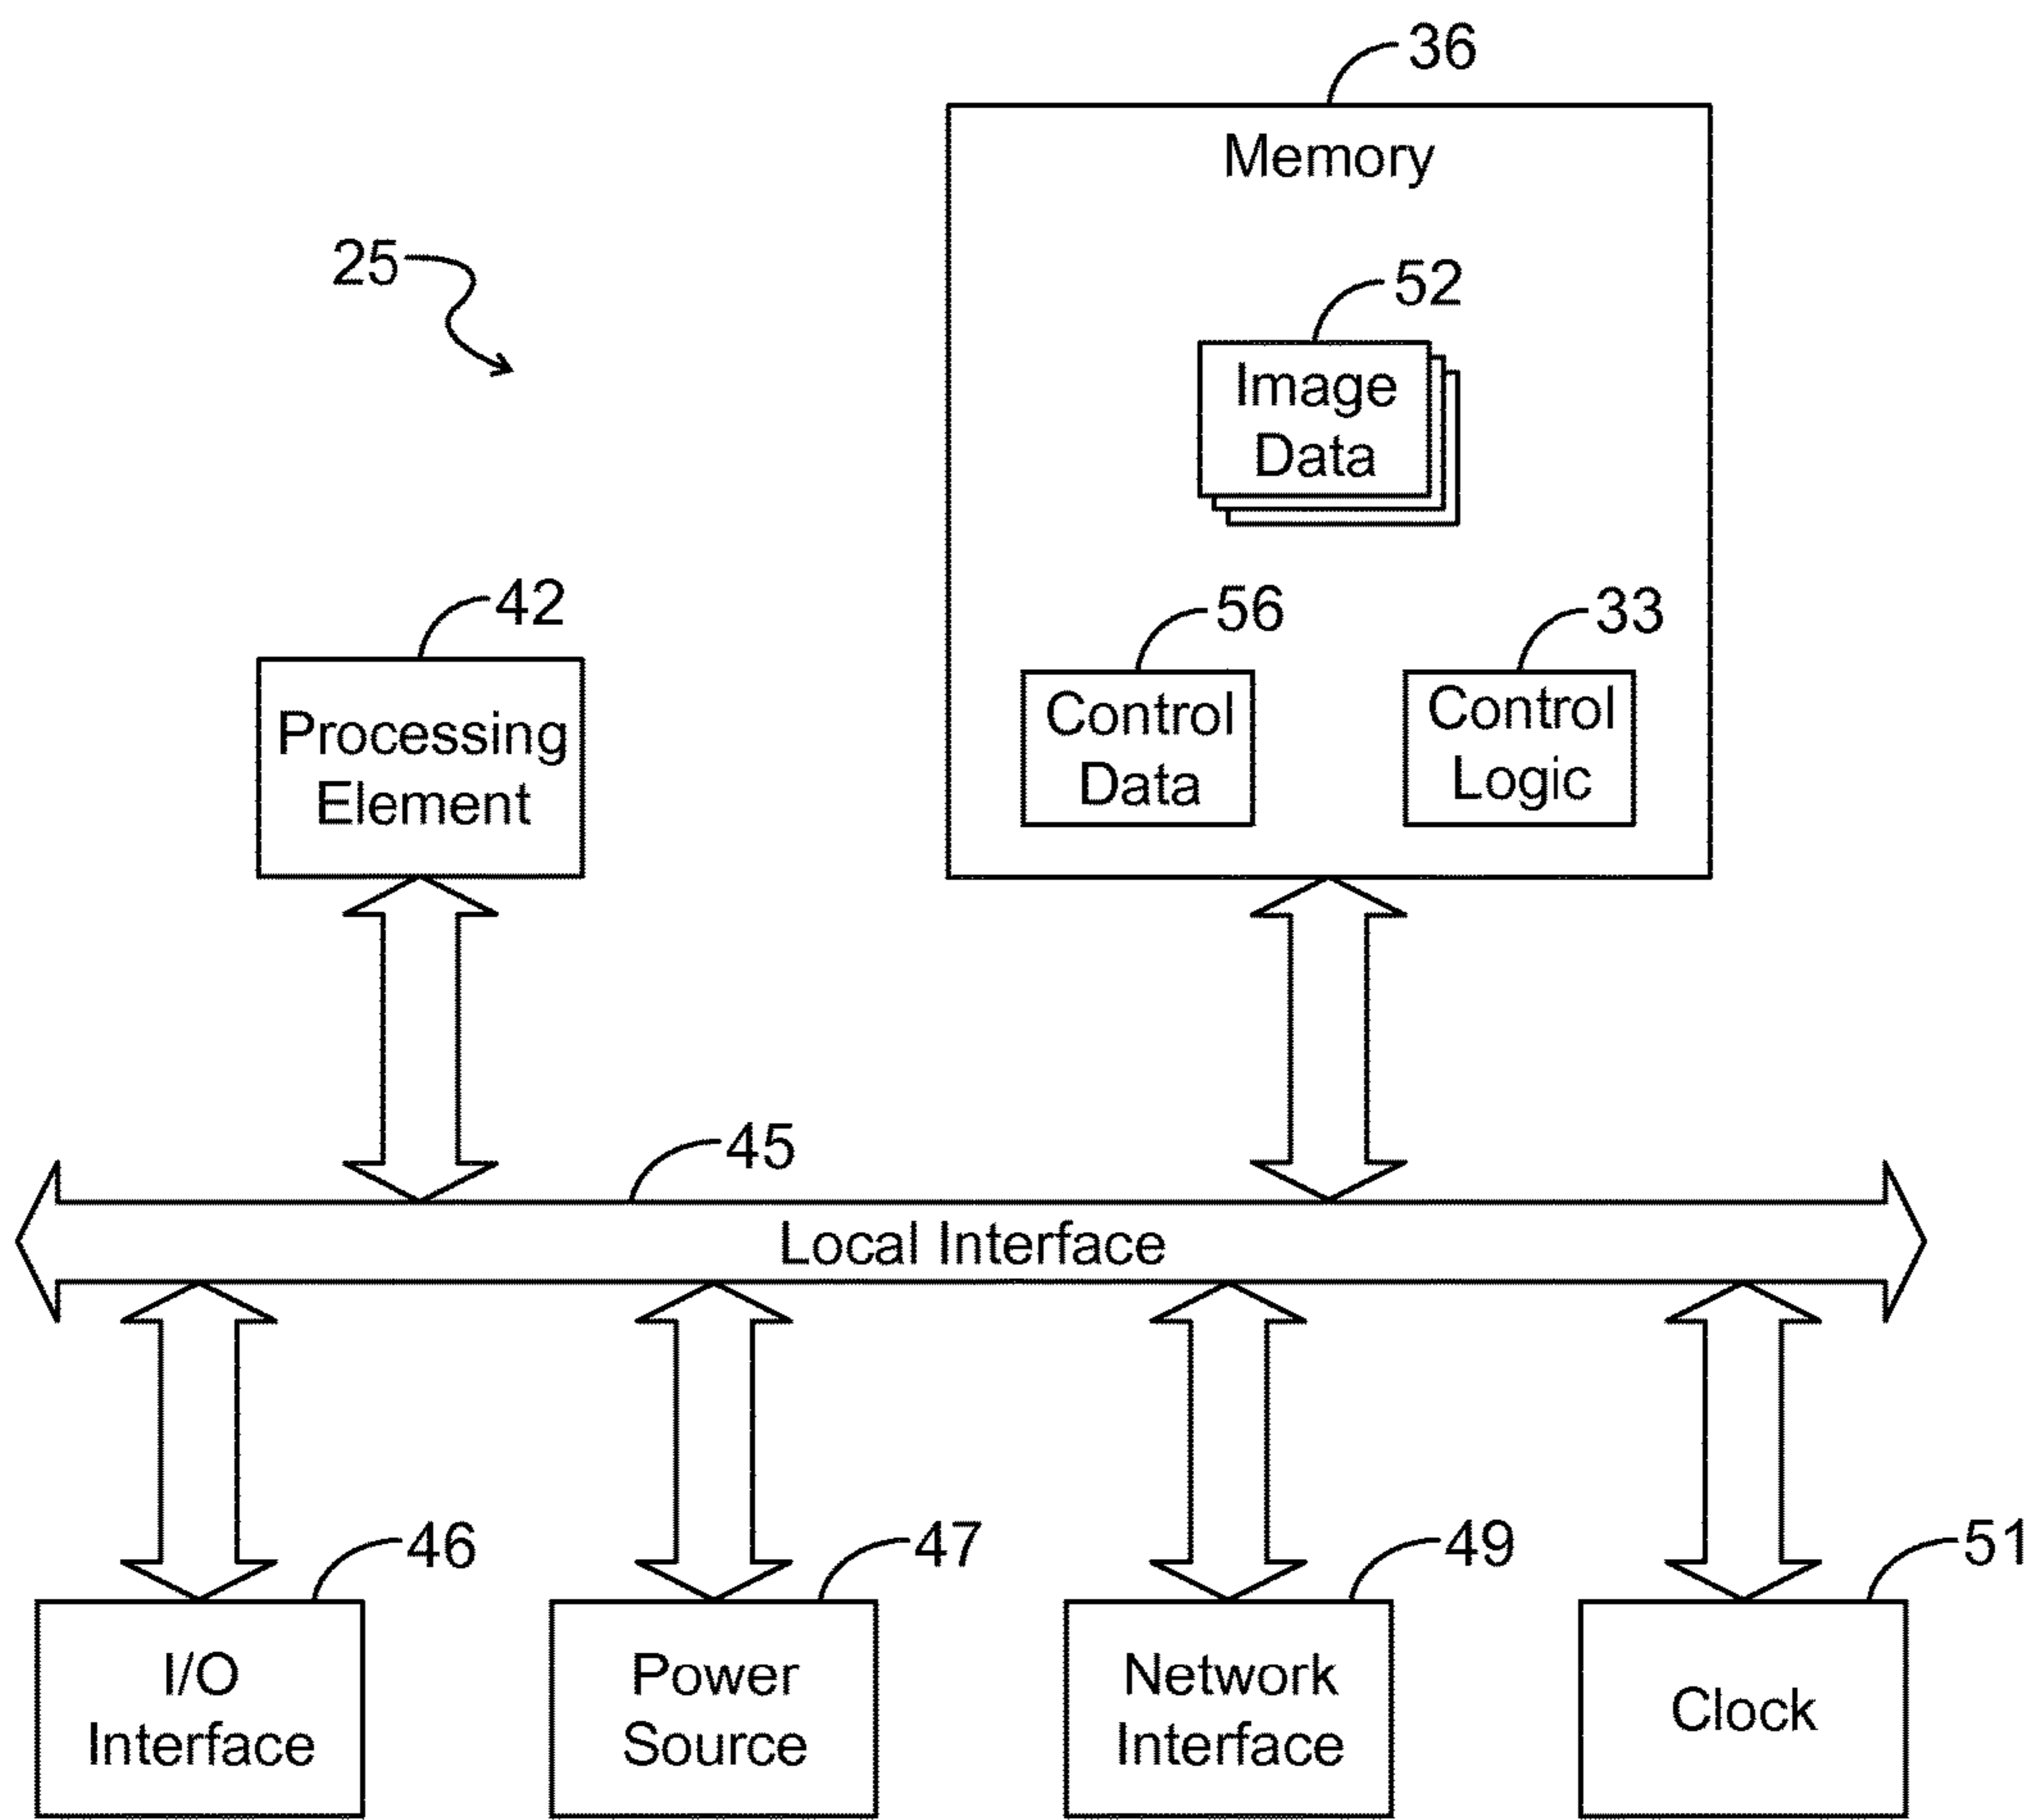 36
Memory
25
52
Image
Data
42
56
33
Processing
Element
Control
Data
Control
Logic
45
Local Interface
46
47
49
51
I/O
Interface
Power
Source
Network
Interface
Clock